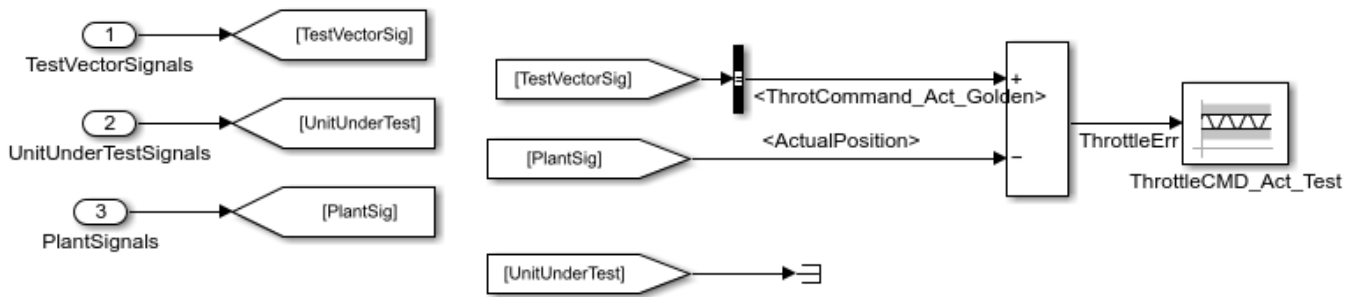 1
[TestVectorSig]
TestVectorSignals
2
[UnitUnderTest]
UnitUnderTestSignals
3
[PlantSig]
PlantSignals
[TestVectorSig]
<ThrotCommand_Act_Golden>
+
[PlantSig]
<ActualPosition>
−
ThrottleErr
ThrottleCMD_Act_Test
[UnitUnderTest]